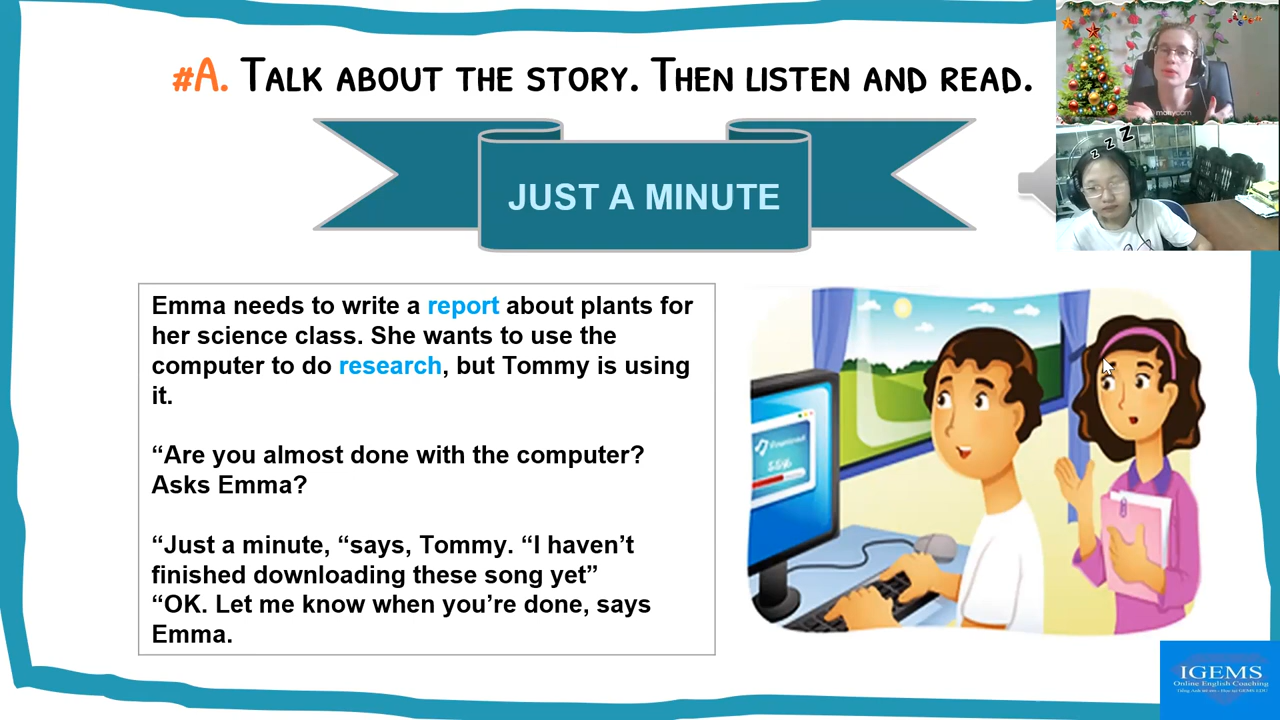 #A. TALK ABOUT THE STORY. THEN LISTEN AND READ.
JUST A MINUTE
Emma needs to write a report about plants for
her science class. She wants to use the
computer to do research, but Tommy is using
it.
“Are you almost done with the computer?
Asks Emma?
“Just a minute, “says, Tommy. “I haven’t
finished downloading these song yet”
“OK. Let me know when you’re done, says
Emma.
Download
55%
manycam
z z Z
IGEMS
Online English Coaching